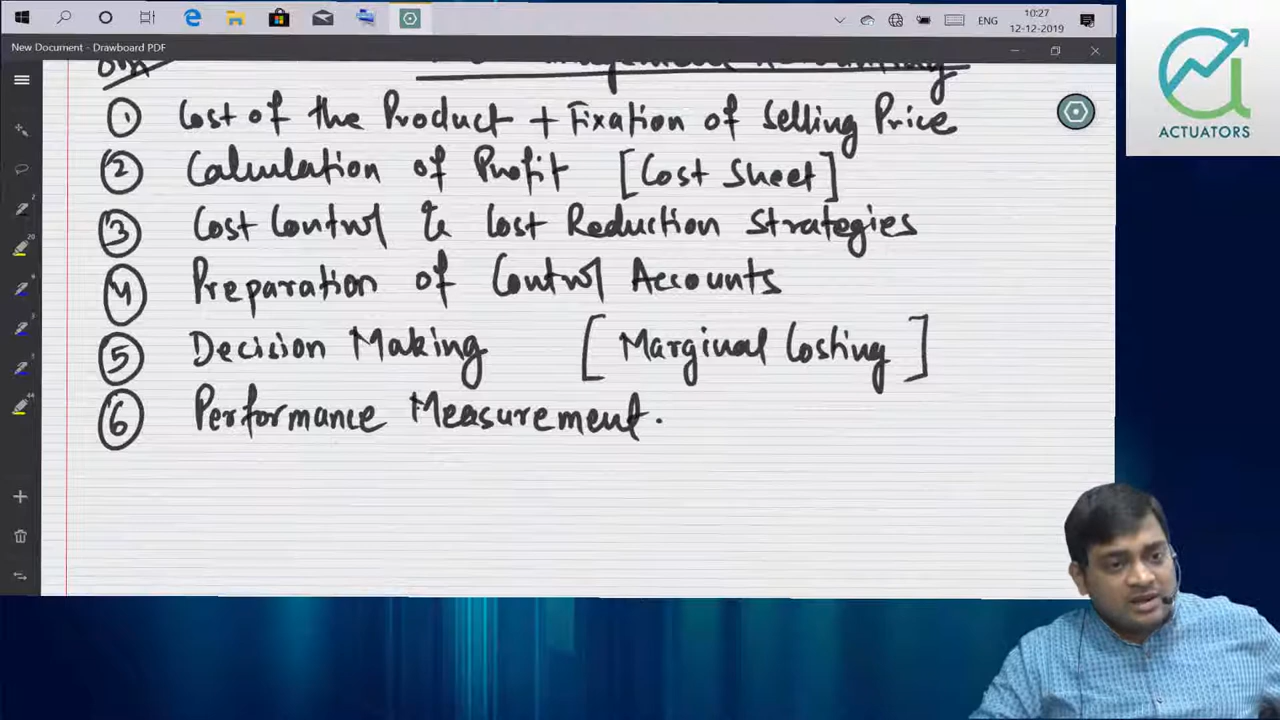 ENG
10:27
12-12-2019
New Document - Drawboard PDF
ACTUATORS
① Cost of the Product + Fixation of Selling Price
② Calculation of Profit [Cost Sheet]
③ Cost Control & Cost Reduction Strategies
④ Preparation of Control Accounts
⑤ Decision Making [Marginal Costing]
⑥ Performance Measurement.